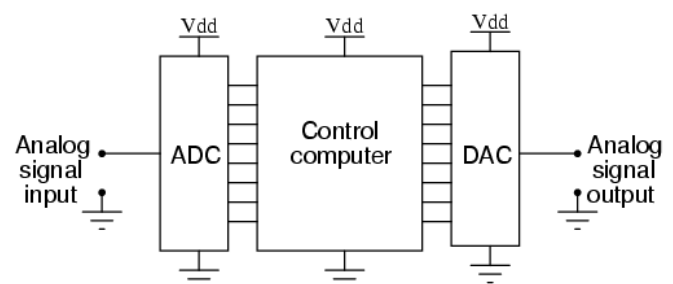 Vdd
Vdd
Vdd
Analog
signal
input
ADC
Control
computer
DAC
Analog
signal
output